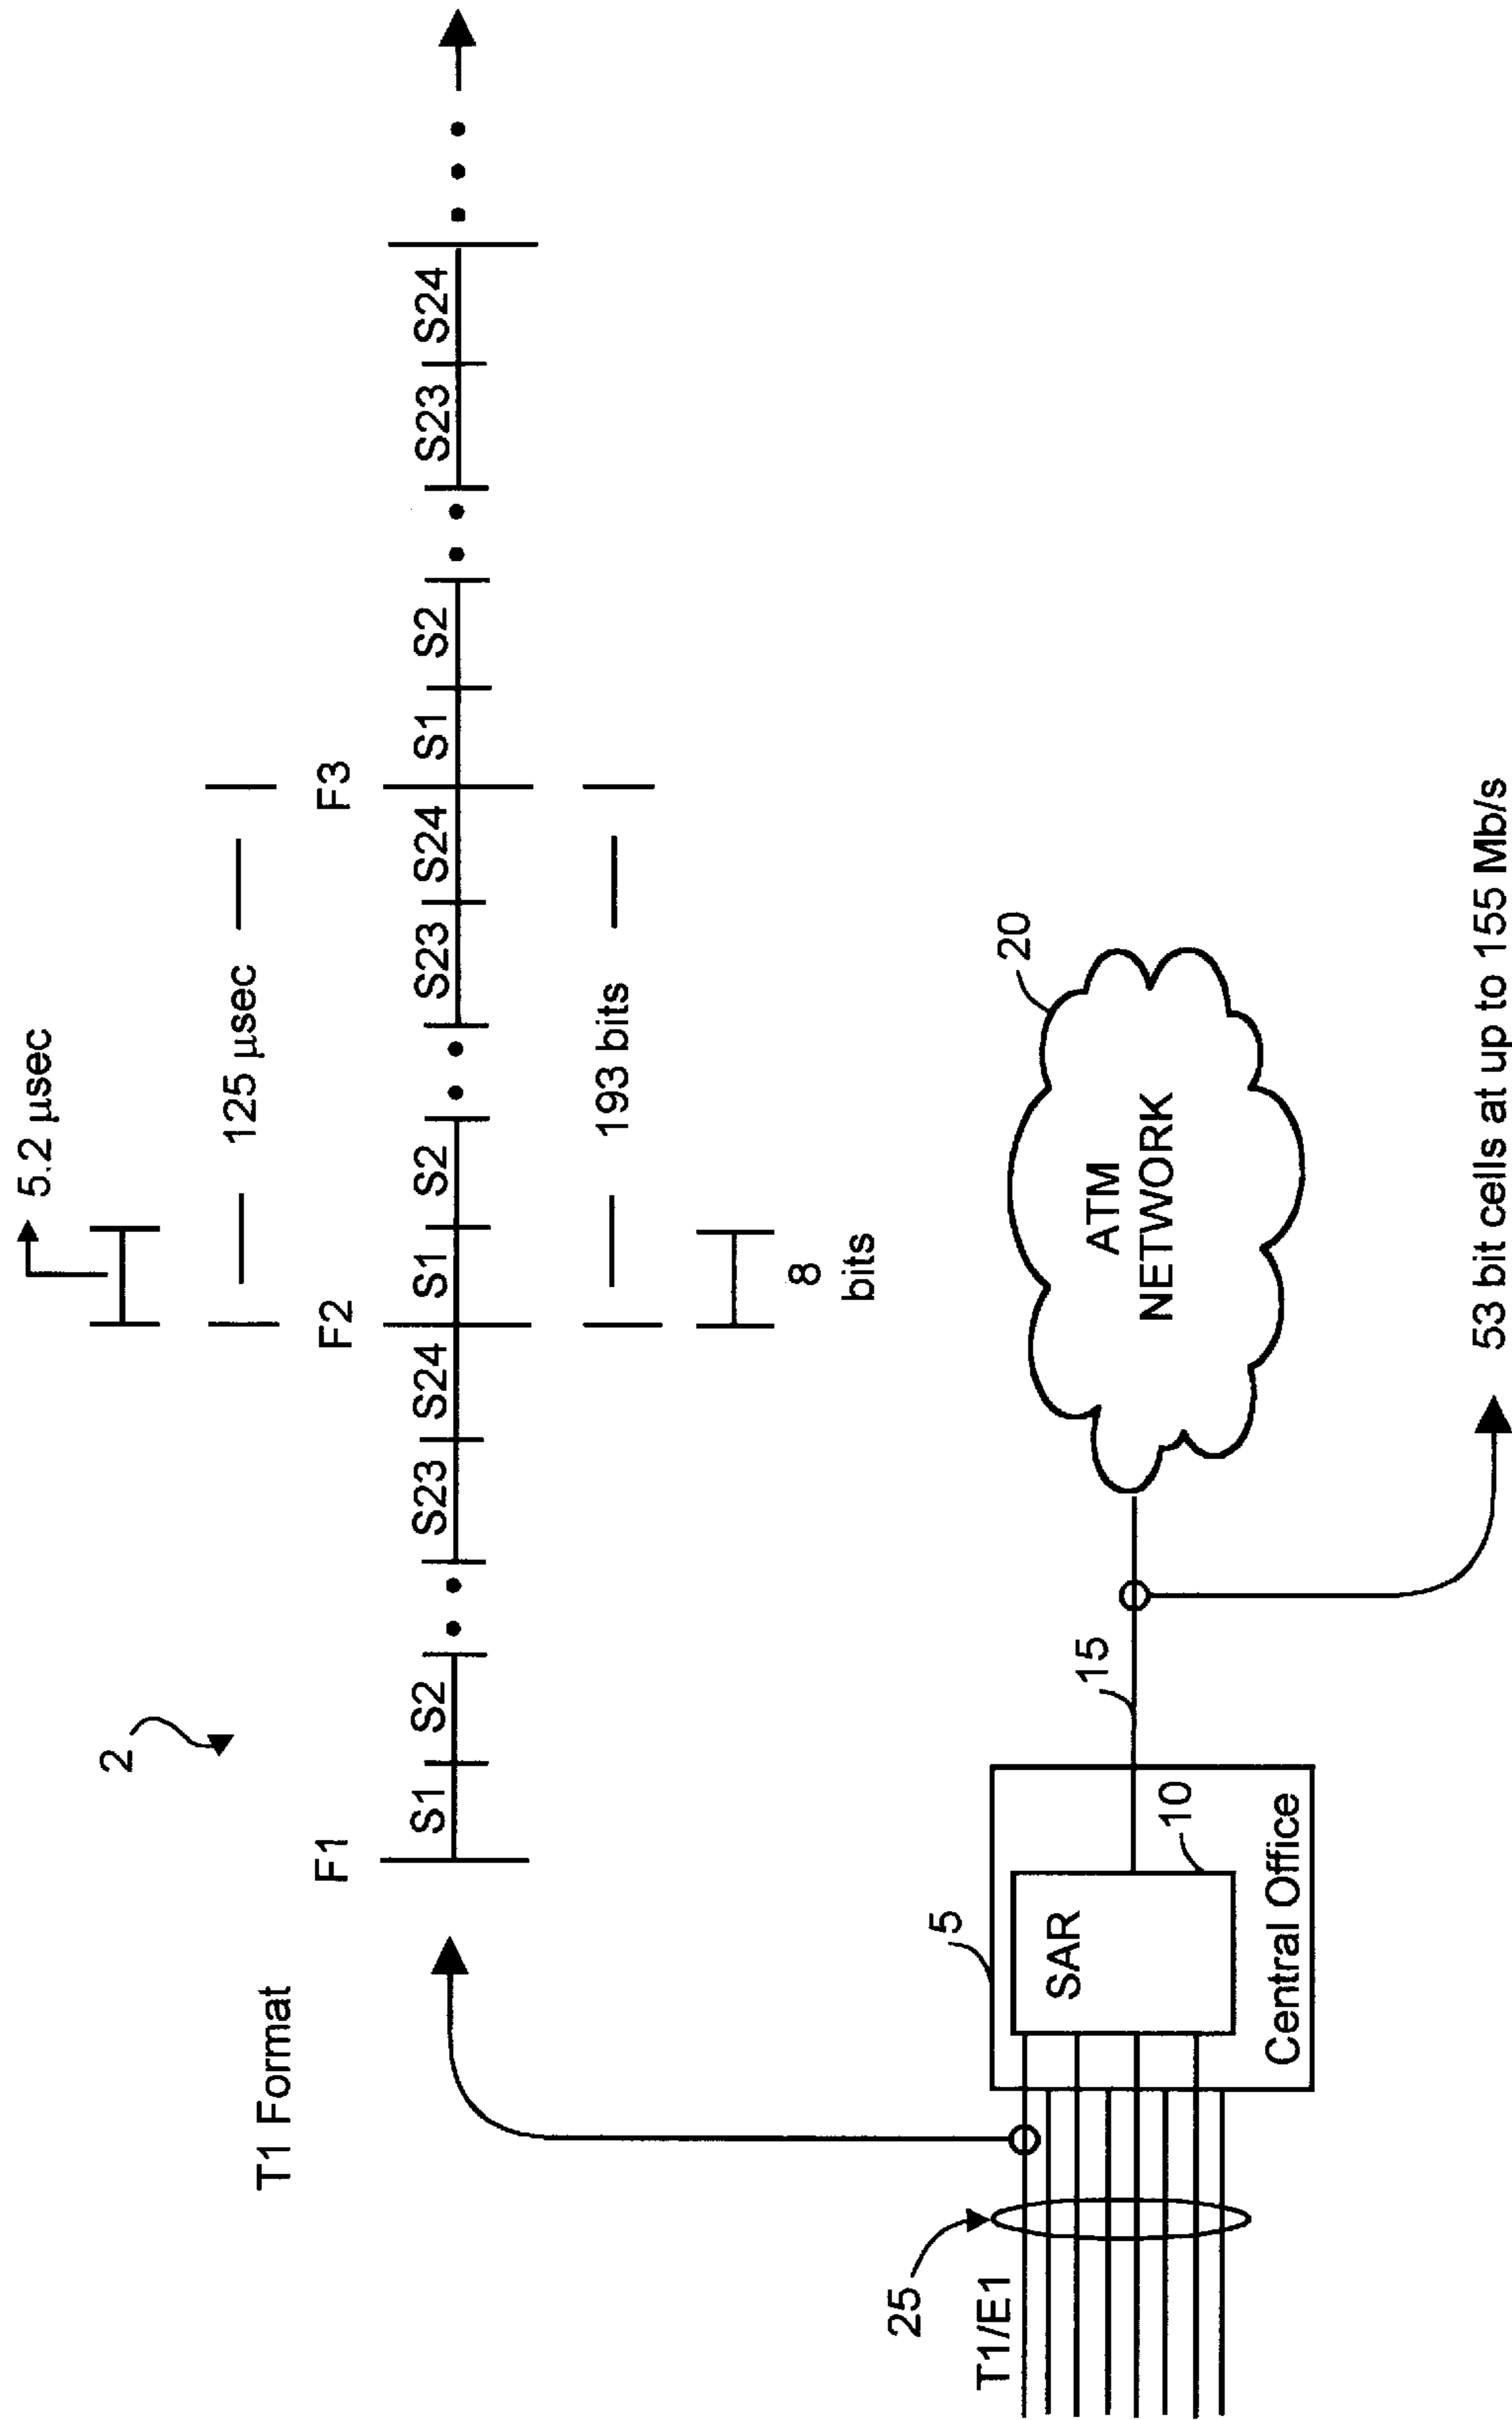 5.2 µsec
125 µsec
2
T1 Format
F1
F2
F3
S1 S2 S23 S24 S1 S2 S23 S24 S1 S2 S23 S24
193 bits
8
bits
25
T1/E1
5
SAR
10
Central Office
15
20
ATM
NETWORK
53 bit cells at up to 155 Mb/s